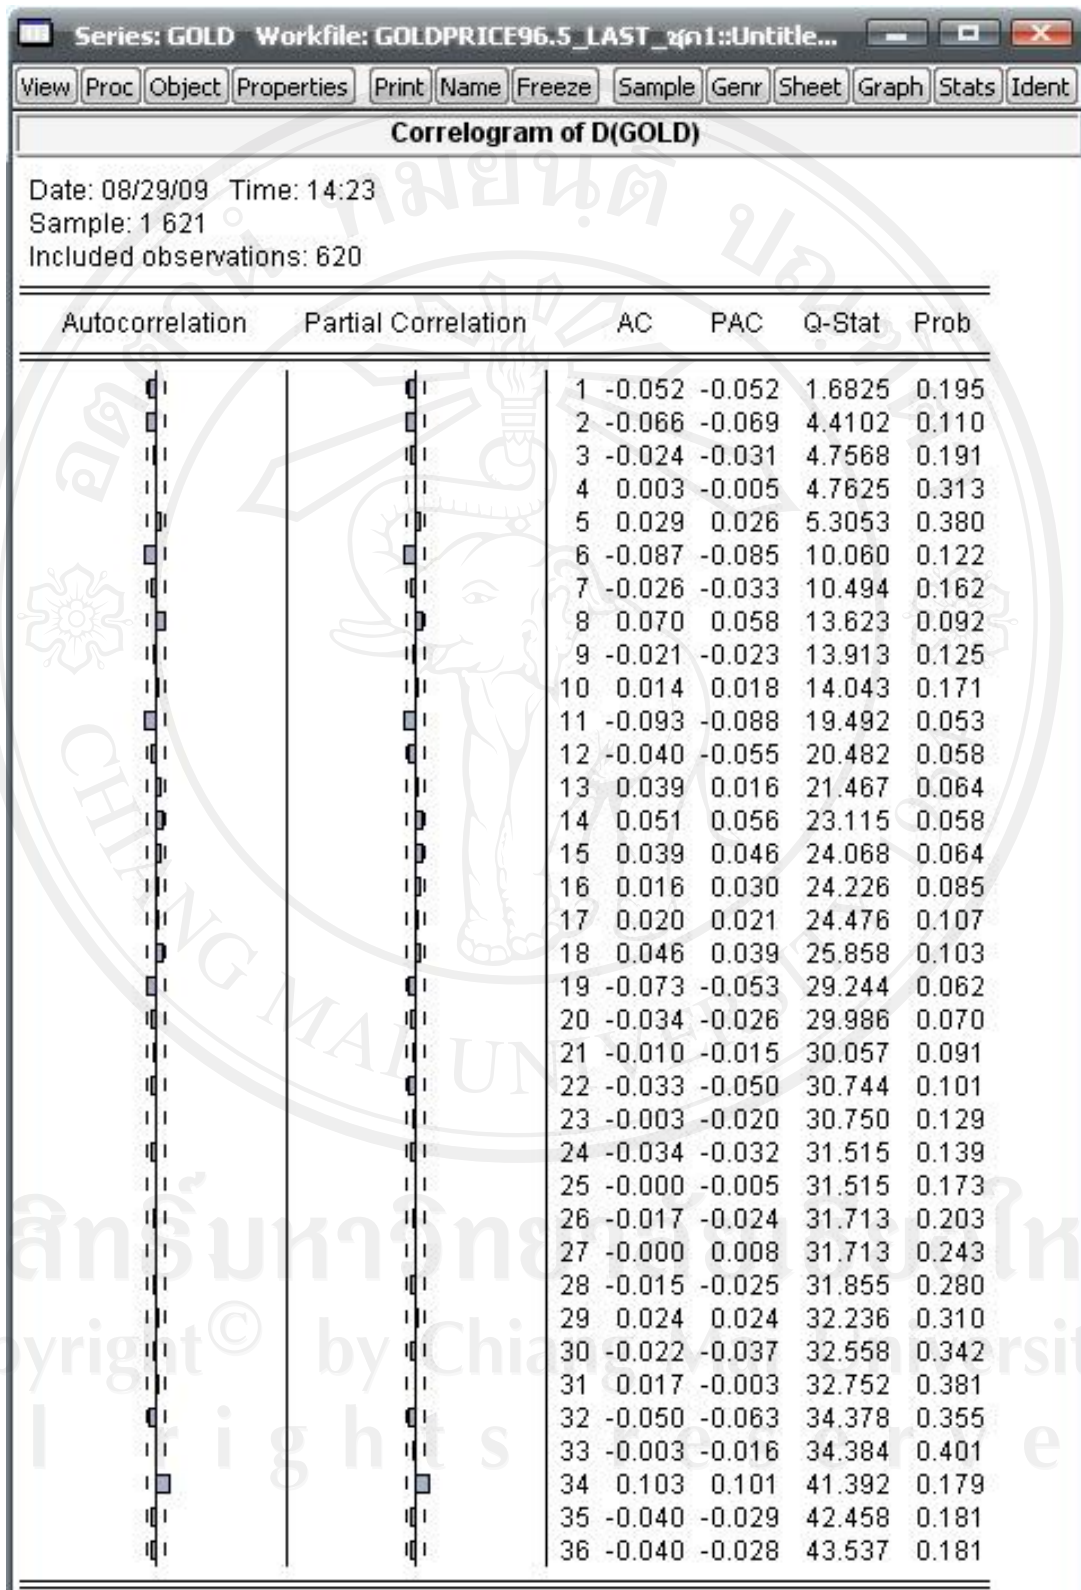 Series: GOLD Workfile: GOLDPRICE96.5_LAST_ชุด1::Untitle...
View Proc Object Properties Print Name Freeze Sample Genr Sheet Graph Stats Ident
Correlogram of D(GOLD)
Date: 08/29/09 Time: 14:23
Sample: 1 621
Included observations: 620
Autocorrelation Partial Correlation AC PAC Q-Stat Prob
1 -0.052 -0.052 1.6825 0.195
2 -0.066 -0.069 4.4102 0.110
3 -0.024 -0.031 4.7568 0.191
4 0.003 -0.005 4.7625 0.313
5 0.029 0.026 5.3053 0.380
6 -0.087 -0.085 10.060 0.122
7 -0.026 -0.033 10.494 0.162
8 0.070 0.058 13.623 0.092
9 -0.021 -0.023 13.913 0.125
10 0.014 0.018 14.043 0.171
11 -0.093 -0.088 19.492 0.053
12 -0.040 -0.055 20.482 0.058
13 0.039 0.016 21.467 0.064
14 0.051 0.056 23.115 0.058
15 0.039 0.046 24.068 0.064
16 0.016 0.030 24.226 0.085
17 0.020 0.021 24.476 0.107
18 0.046 0.039 25.858 0.103
19 -0.073 -0.053 29.244 0.062
20 -0.034 -0.026 29.986 0.070
21 -0.010 -0.015 30.057 0.091
22 -0.033 -0.050 30.744 0.101
23 -0.003 -0.020 30.750 0.129
24 -0.034 -0.032 31.515 0.139
25 -0.000 -0.005 31.515 0.173
26 -0.017 -0.024 31.713 0.203
27 -0.000 0.008 31.713 0.243
28 -0.015 -0.025 31.855 0.280
29 0.024 0.024 32.236 0.310
30 -0.022 -0.037 32.558 0.342
31 0.017 -0.003 32.752 0.381
32 -0.050 -0.063 34.378 0.355
33 -0.003 -0.016 34.384 0.401
34 0.103 0.101 41.392 0.179
35 -0.040 -0.029 42.458 0.181
36 -0.040 -0.028 43.537 0.181
CHIANG MAI UNIVERSITY
© by Chiang Mai
rights